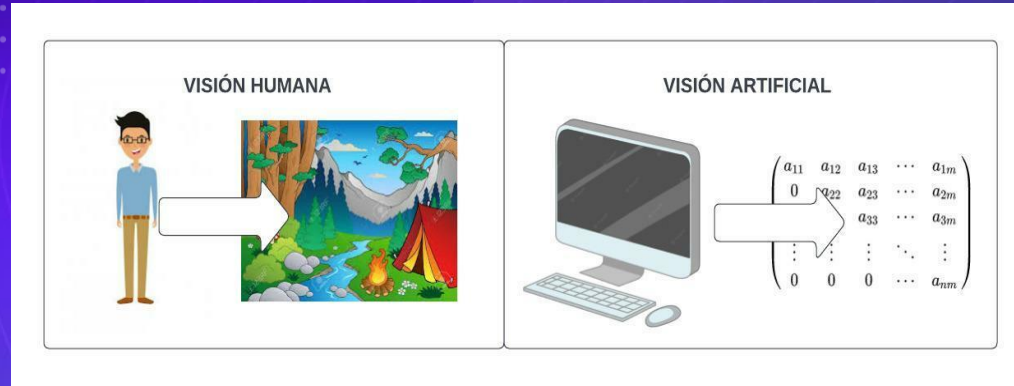 VISIÓN HUMANA
VISIÓN ARTIFICIAL
a11 a12 a13 ⋯ a1m
0 a22 a23 ⋯ a2m
a33 ⋯ a3m
⋮ ⋮ ⋮ ⋱ ⋮
0 0 0 ⋯ anm